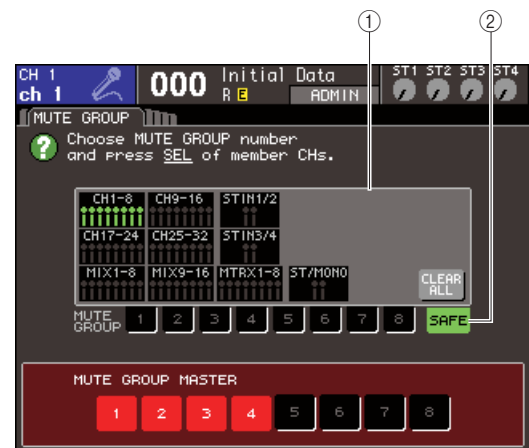 ① ②
CH 1 000 Initial Data ST1 ST2 ST3 ST4
ch 1 R E ADMIN
MUTE GROUP
? Choose MUTE GROUP number
and press SEL of member CHs.
CH1-8 CH9-16 STIN1/2
CH17-24 CH25-32 STIN3/4
MIX1-8 MIX9-16 MTRX1-8 ST/MONO
CLEAR
ALL
MUTE
GROUP 1 2 3 4 5 6 7 8 SAFE
MUTE GROUP MASTER
1 2 3 4 5 6 7 8